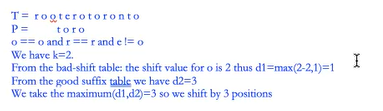 T = r o o t e r o t o r o n t o
P = t o r o
o == o and r == r and e != o
We have k=2.
From the bad-shift table: the shift value for o is 2 thus d1=max(2-2,1)=1
From the good suffix table we have d2=3
We take the maximum(d1,d2)=3 so we shift by 3 positions